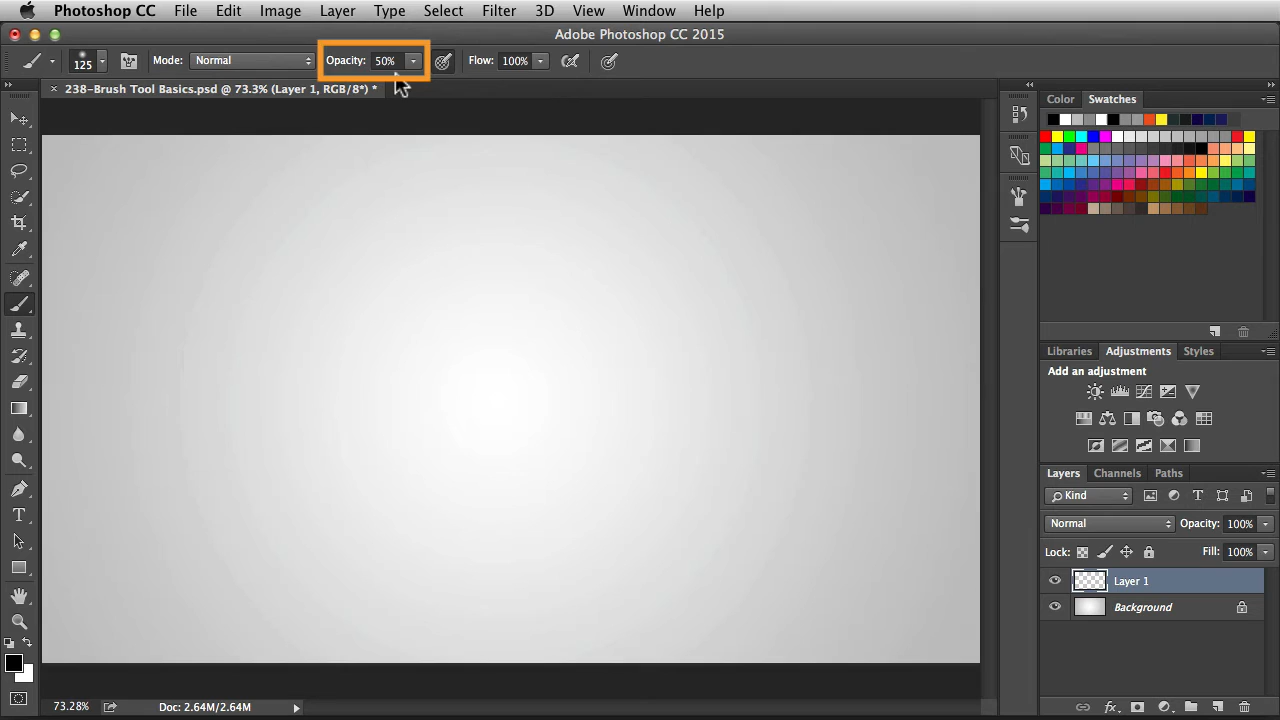 Photoshop CC File Edit Image Layer Type Select Filter 3D View Window Help
Adobe Photoshop CC 2015
125 Mode: Normal Opacity: 50% Flow: 100%
238-Brush Tool Basics.psd @ 73.3% (Layer 1, RGB/8*) *
Color Swatches
Libraries Adjustments Styles
Add an adjustment
Layers Channels Paths
Kind
Normal Opacity: 100%
Lock: Fill: 100%
Layer 1
Background
73.28% Doc: 2.64M/2.64M